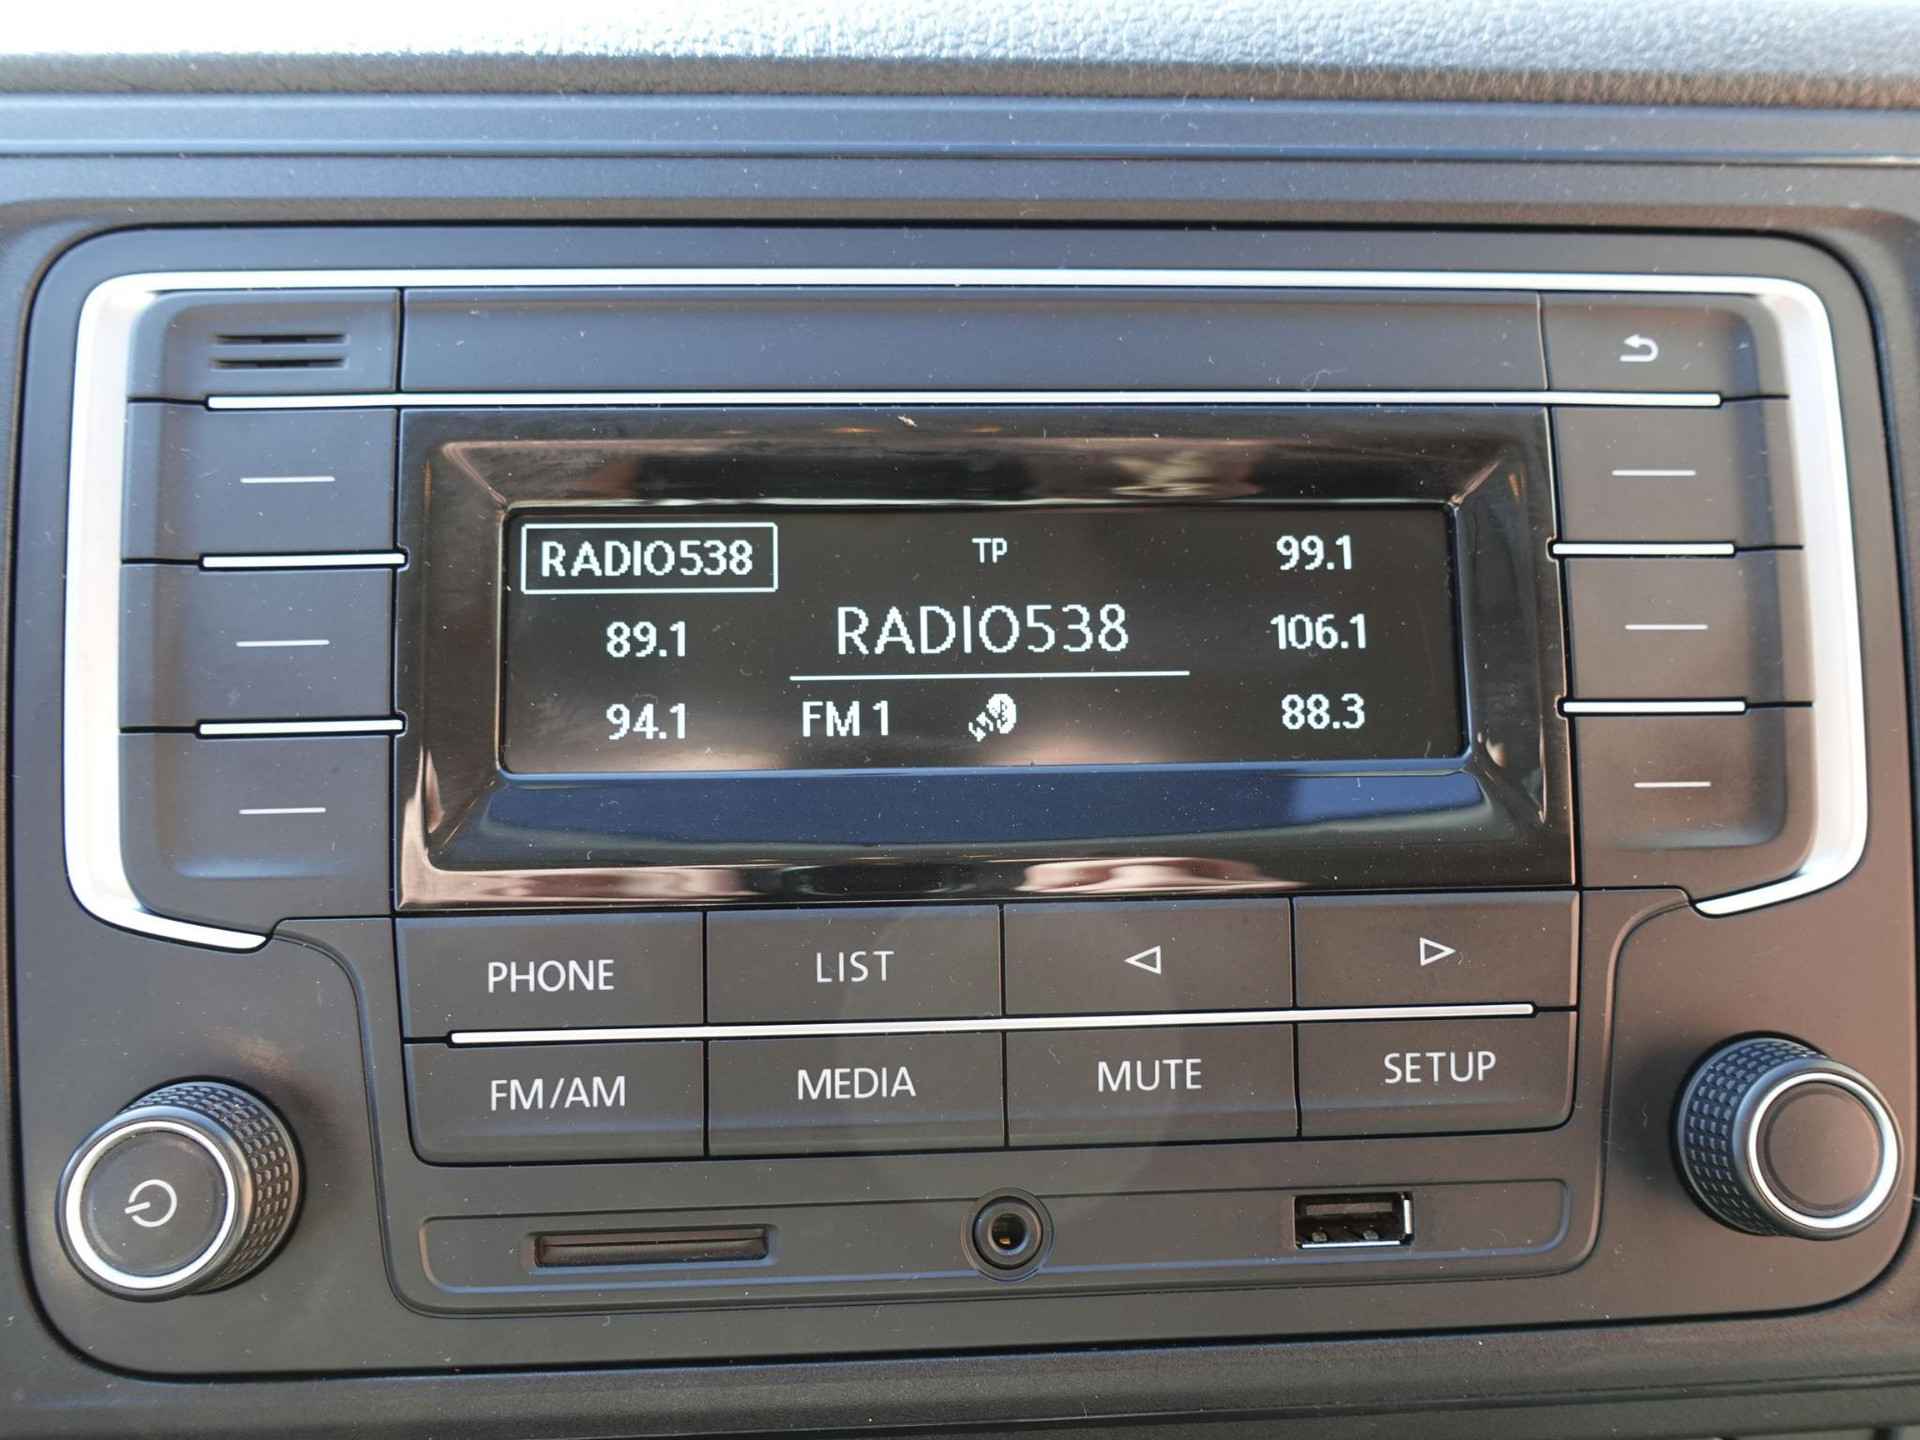 RADIO538 TP 99.1
89.1 RADIO538 106.1
94.1 FM 1 88.3
PHONE LIST
FM/AM MEDIA MUTE SETUP